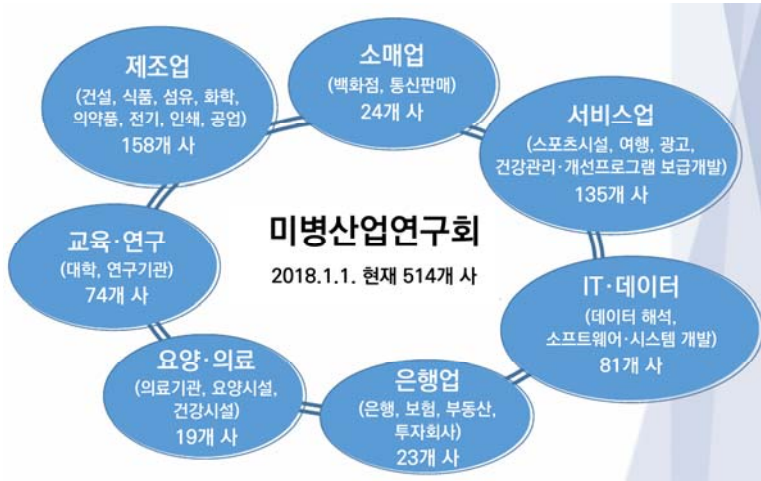 제조업
(건설, 식품, 섬유, 화학,
의약품, 전기, 인쇄, 공업)
158개 사
소매업
(백화점, 통신판매)
24개 사
서비스업
(스포츠시설, 여행, 광고,
건강관리·개선프로그램 보급개발)
135개 사
교육·연구
(대학, 연구기관)
74개 사
미병산업연구회
2018.1.1. 현재 514개 사
IT·데이터
(데이터 해석,
소프트웨어·시스템 개발)
81개 사
요양·의료
(의료기관, 요양시설,
건강시설)
19개 사
은행업
(은행, 보험, 부동산,
투자회사)
23개 사